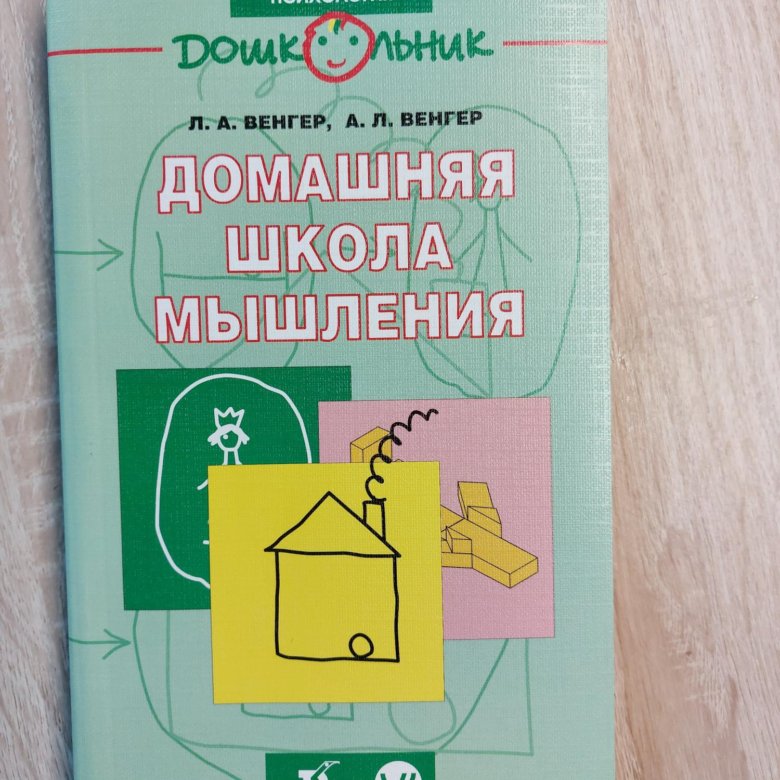 ДОШКОЛЬНИК
Л. А. ВЕНГЕР, А. Л. ВЕНГЕР
ДОМАШНЯЯ
ШКОЛА
МЫШЛЕНИЯ